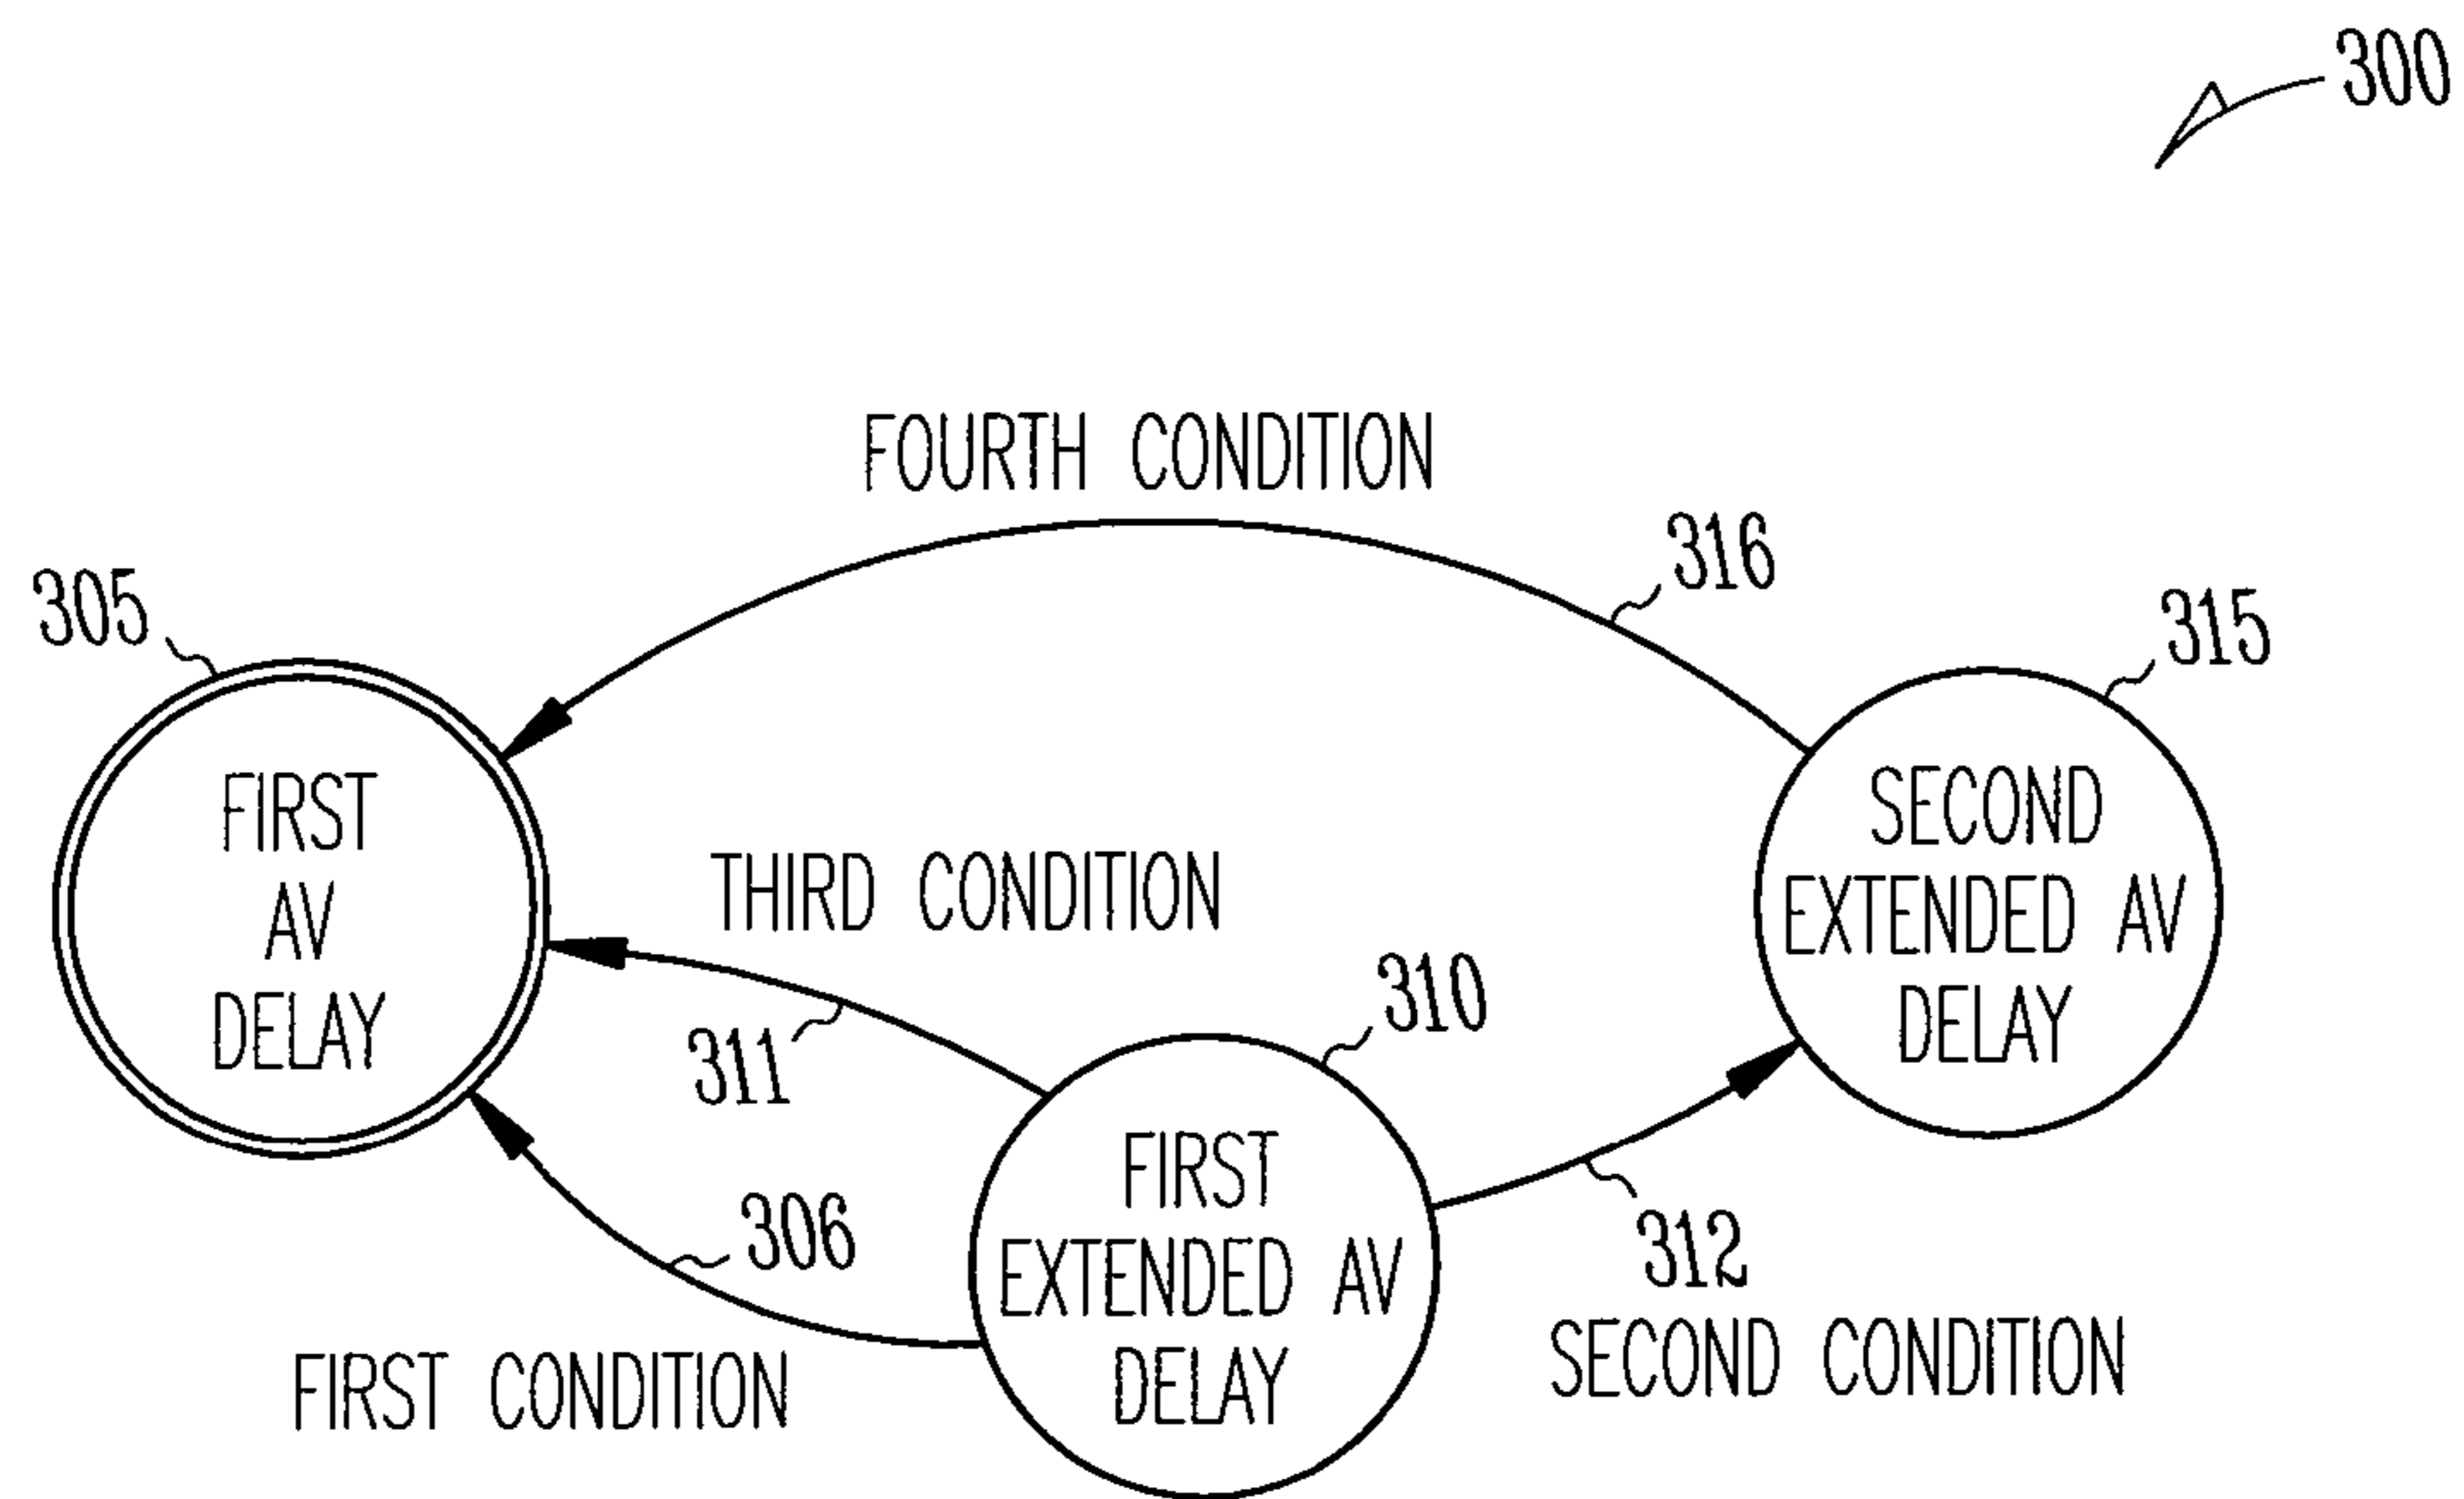 300
FOURTH CONDITION
316
305
315
FIRST
AV
DELAY
SECOND
EXTENDED AV
DELAY
THIRD CONDITION
311
310
306
FIRST
EXTENDED AV
DELAY
312
FIRST CONDITION
SECOND CONDITION